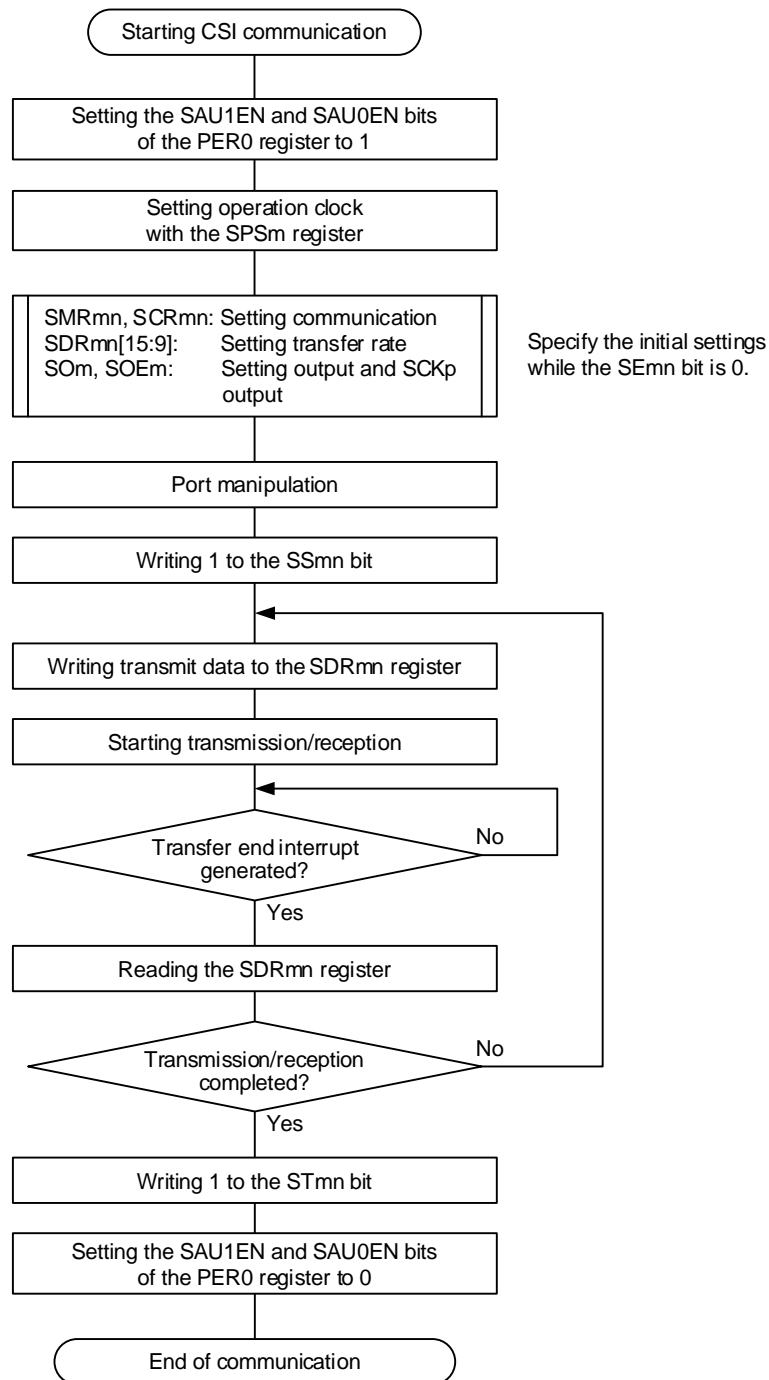 Starting CSI communication
Setting the SAU1EN and SAU0EN bits
of the PER0 register to 1
Setting operation clock
with the SPSm register
SMRmn, SCRmn: Setting communication
SDRmn[15:9]: Setting transfer rate
SOm, SOEm: Setting output and SCKp
output
Specify the initial settings
while the SEmn bit is 0.
Port manipulation
Writing 1 to the SSmn bit
Writing transmit data to the SDRmn register
Starting transmission/reception
Transfer end interrupt
generated?
No
Yes
Reading the SDRmn register
Transmission/reception
completed?
No
Yes
Writing 1 to the STmn bit
Setting the SAU1EN and SAU0EN bits
of the PER0 register to 0
End of communication